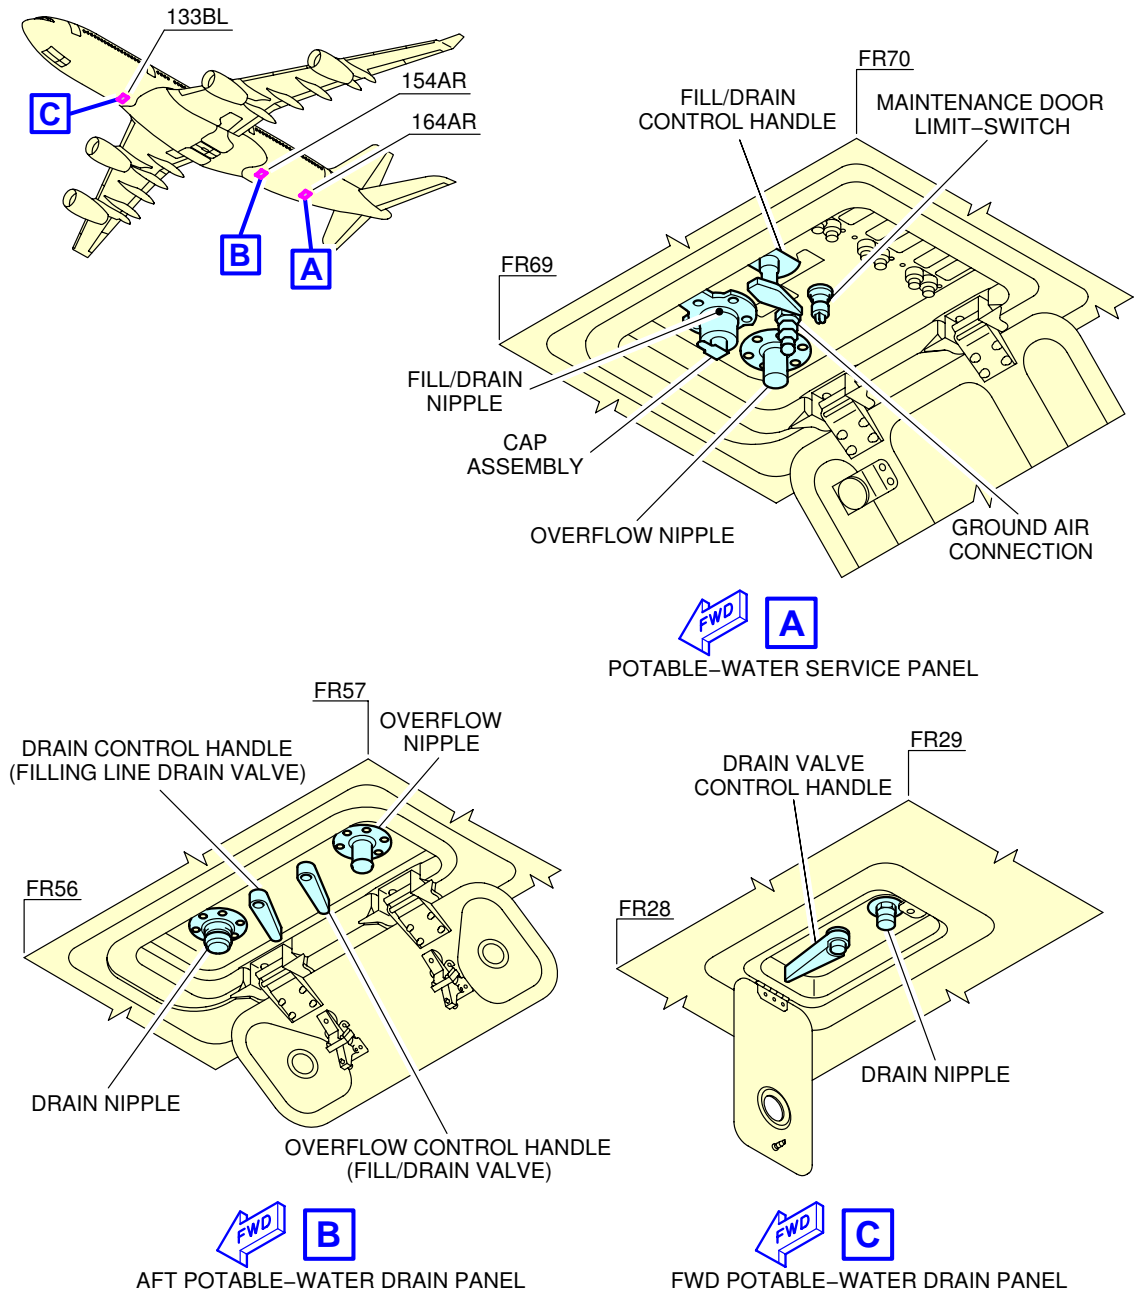 133BL
154AR
164AR
C
B
A
FR70
FILL/DRAIN
CONTROL HANDLE
MAINTENANCE DOOR
LIMIT–SWITCH
FR69
FILL/DRAIN
NIPPLE
CAP
ASSEMBLY
OVERFLOW NIPPLE
GROUND AIR
CONNECTION
FWD
A
POTABLE–WATER SERVICE PANEL
FR57
OVERFLOW
NIPPLE
DRAIN CONTROL HANDLE
(FILLING LINE DRAIN VALVE)
FR56
DRAIN NIPPLE
OVERFLOW CONTROL HANDLE
(FILL/DRAIN VALVE)
FWD
B
AFT POTABLE–WATER DRAIN PANEL
FR29
DRAIN VALVE
CONTROL HANDLE
FR28
DRAIN NIPPLE
FWD
C
FWD POTABLE–WATER DRAIN PANEL